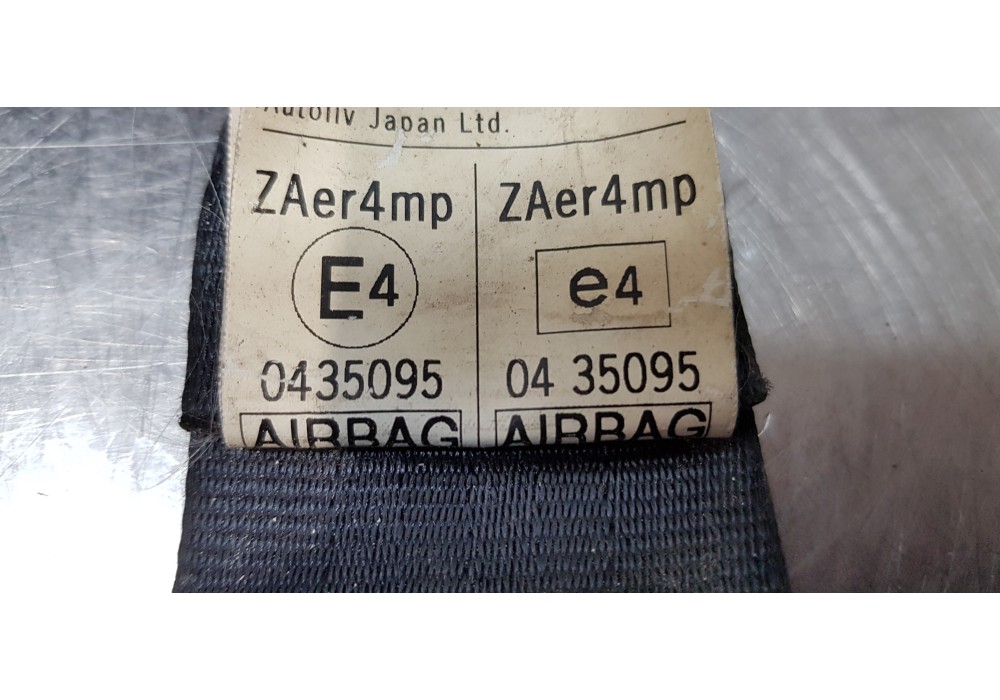 Autoliv Japan Ltd.
ZAer4mp ZAer4mp
E4 e4
0435095 04 35095
AIRBAG AIRBAG